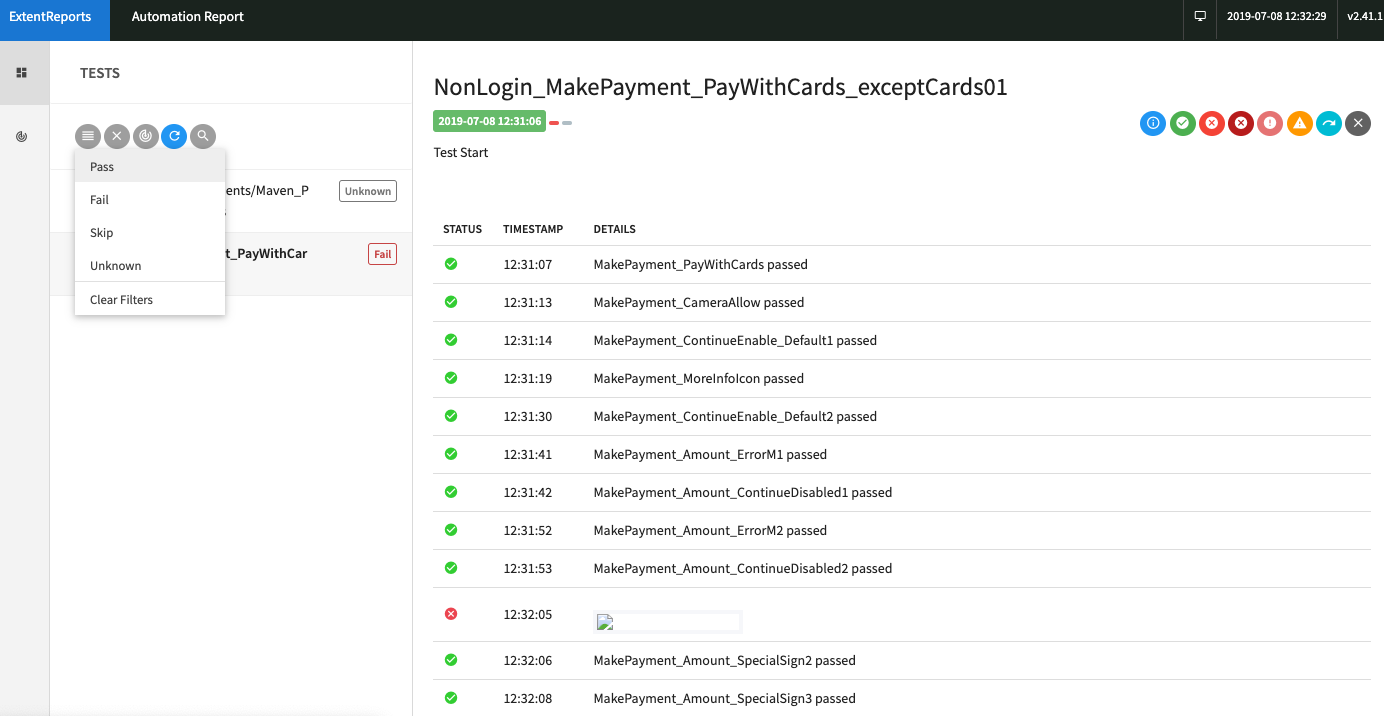 ExtentReports Automation Report 2019-07-08 12:32:29 v2.41.1
TESTS
Pass
Fail
Skip
Unknown
Clear Filters
ents/Maven_P Unknown
t_PayWithCar Fail
NonLogin_MakePayment_PayWithCards_exceptCards01
2019-07-08 12:31:06
Test Start
STATUS TIMESTAMP DETAILS
12:31:07 MakePayment_PayWithCards passed
12:31:13 MakePayment_CameraAllow passed
12:31:14 MakePayment_ContinueEnable_Default1 passed
12:31:19 MakePayment_MoreInfoIcon passed
12:31:30 MakePayment_ContinueEnable_Default2 passed
12:31:41 MakePayment_Amount_ErrorM1 passed
12:31:42 MakePayment_Amount_ContinueDisabled1 passed
12:31:52 MakePayment_Amount_ErrorM2 passed
12:31:53 MakePayment_Amount_ContinueDisabled2 passed
12:32:05
12:32:06 MakePayment_Amount_SpecialSign2 passed
12:32:08 MakePayment_Amount_SpecialSign3 passed